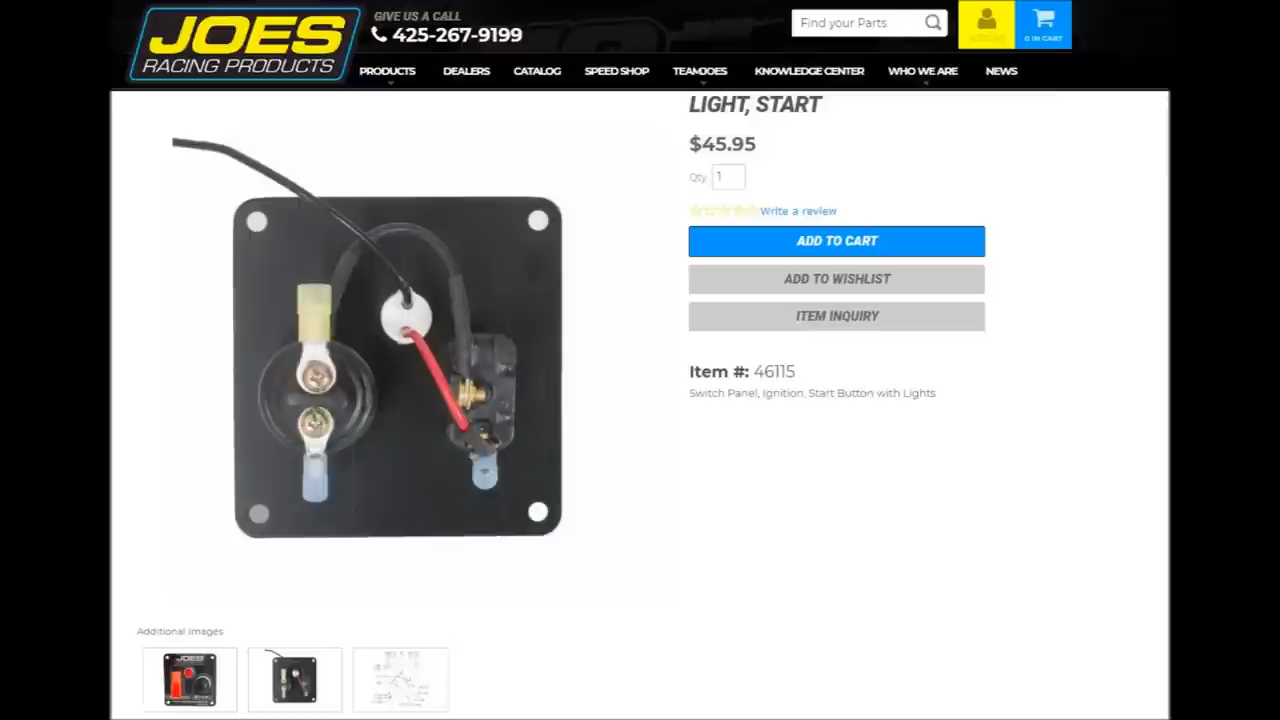 JOES
RACING PRODUCTS
GIVE US A CALL
425-267-9199
Find your Parts
0 IN CART
PRODUCTS
DEALERS
CATALOG
SPEED SHOP
TEAMJOES
KNOWLEDGE CENTER
WHO WE ARE
NEWS
LIGHT, START
$45.95
Qty 1
Write a review
ADD TO CART
ADD TO WISHLIST
ITEM INQUIRY
Item #: 46115
Switch Panel, Ignition, Start Button with Lights
Additional Images
JOES